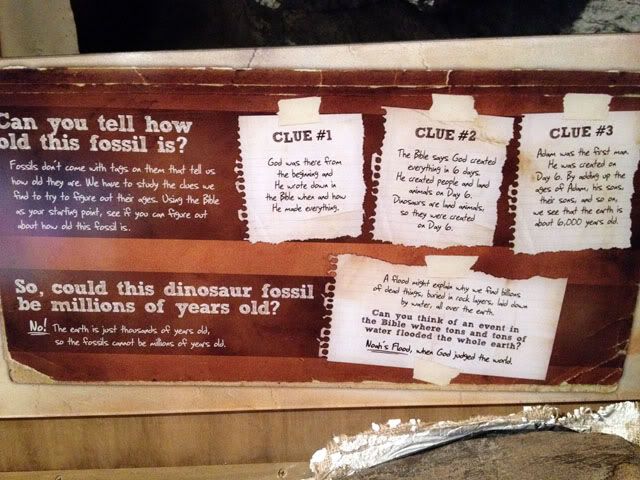 Can you tell how
old this fossil is?
Fossils don't come with tags on them that tell us
how old they are. We have to study the clues we
find to try to figure out their ages. Using the Bible
as your starting point, see if you can figure out
about how old this fossil is.
CLUE #1
God was there from
the beginning and
He wrote down in
the Bible when and how
He made everything.
CLUE #2
The Bible says God created
everything in 6 days.
He created people and land
animals on Day 6.
Dinosaurs are land animals,
so they were created
on Day 6.
CLUE #3
Adam was the first man.
He was created on
Day 6. By adding up the
ages of Adam, his sons,
their sons, and so on,
we see that the earth is
about 6,000 years old.
So, could this dinosaur fossil
be millions of years old?
No! The earth is just thousands of years old,
so the fossils cannot be millions of years old.
A flood might explain why we find billions
of dead things, buried in rock layers, laid down
by water, all over the earth.
Can you think of an event in
the Bible where tons and tons of
water flooded the whole earth?
Noah's Flood, when God judged the world.